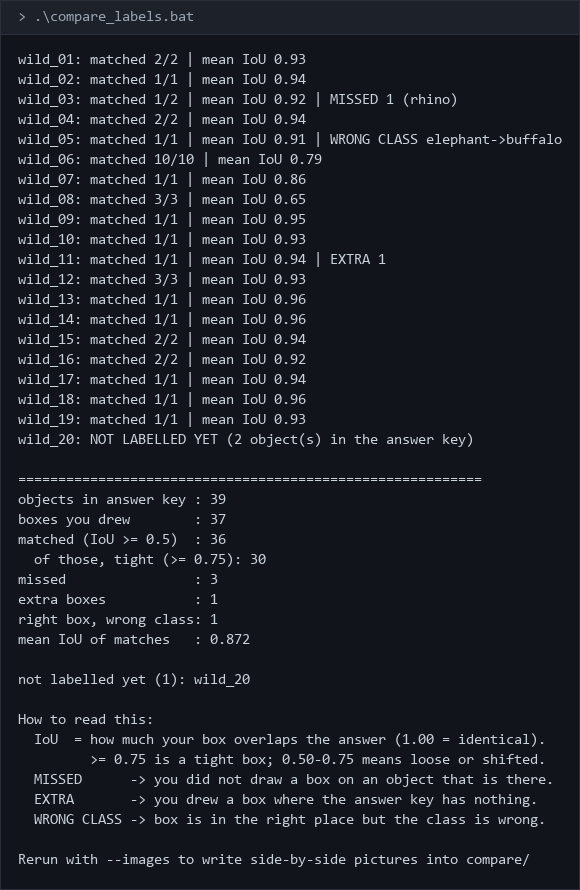 > .\compare_labels.bat
wild_01: matched 2/2 | mean IoU 0.93
wild_02: matched 1/1 | mean IoU 0.94
wild_03: matched 1/2 | mean IoU 0.92 | MISSED 1 (rhino)
wild_04: matched 2/2 | mean IoU 0.94
wild_05: matched 1/1 | mean IoU 0.91 | WRONG CLASS elephant->buffalo
wild_06: matched 10/10 | mean IoU 0.79
wild_07: matched 1/1 | mean IoU 0.86
wild_08: matched 3/3 | mean IoU 0.65
wild_09: matched 1/1 | mean IoU 0.95
wild_10: matched 1/1 | mean IoU 0.93
wild_11: matched 1/1 | mean IoU 0.94 | EXTRA 1
wild_12: matched 3/3 | mean IoU 0.93
wild_13: matched 1/1 | mean IoU 0.96
wild_14: matched 1/1 | mean IoU 0.96
wild_15: matched 2/2 | mean IoU 0.94
wild_16: matched 2/2 | mean IoU 0.92
wild_17: matched 1/1 | mean IoU 0.94
wild_18: matched 1/1 | mean IoU 0.96
wild_19: matched 1/1 | mean IoU 0.93
wild_20: NOT LABELLED YET (2 object(s) in the answer key)
==========================================================
objects in answer key : 39
boxes you drew        : 37
matched (IoU >= 0.5)  : 36
  of those, tight (>= 0.75): 30
missed                : 3
extra boxes           : 1
right box, wrong class: 1
mean IoU of matches   : 0.872
not labelled yet (1): wild_20
How to read this:
  IoU  = how much your box overlaps the answer (1.00 = identical).
         >= 0.75 is a tight box; 0.50-0.75 means loose or shifted.
  MISSED      -> you did not draw a box on an object that is there.
  EXTRA       -> you drew a box where the answer key has nothing.
  WRONG CLASS -> box is in the right place but the class is wrong.
Rerun with --images to write side-by-side pictures into compare/